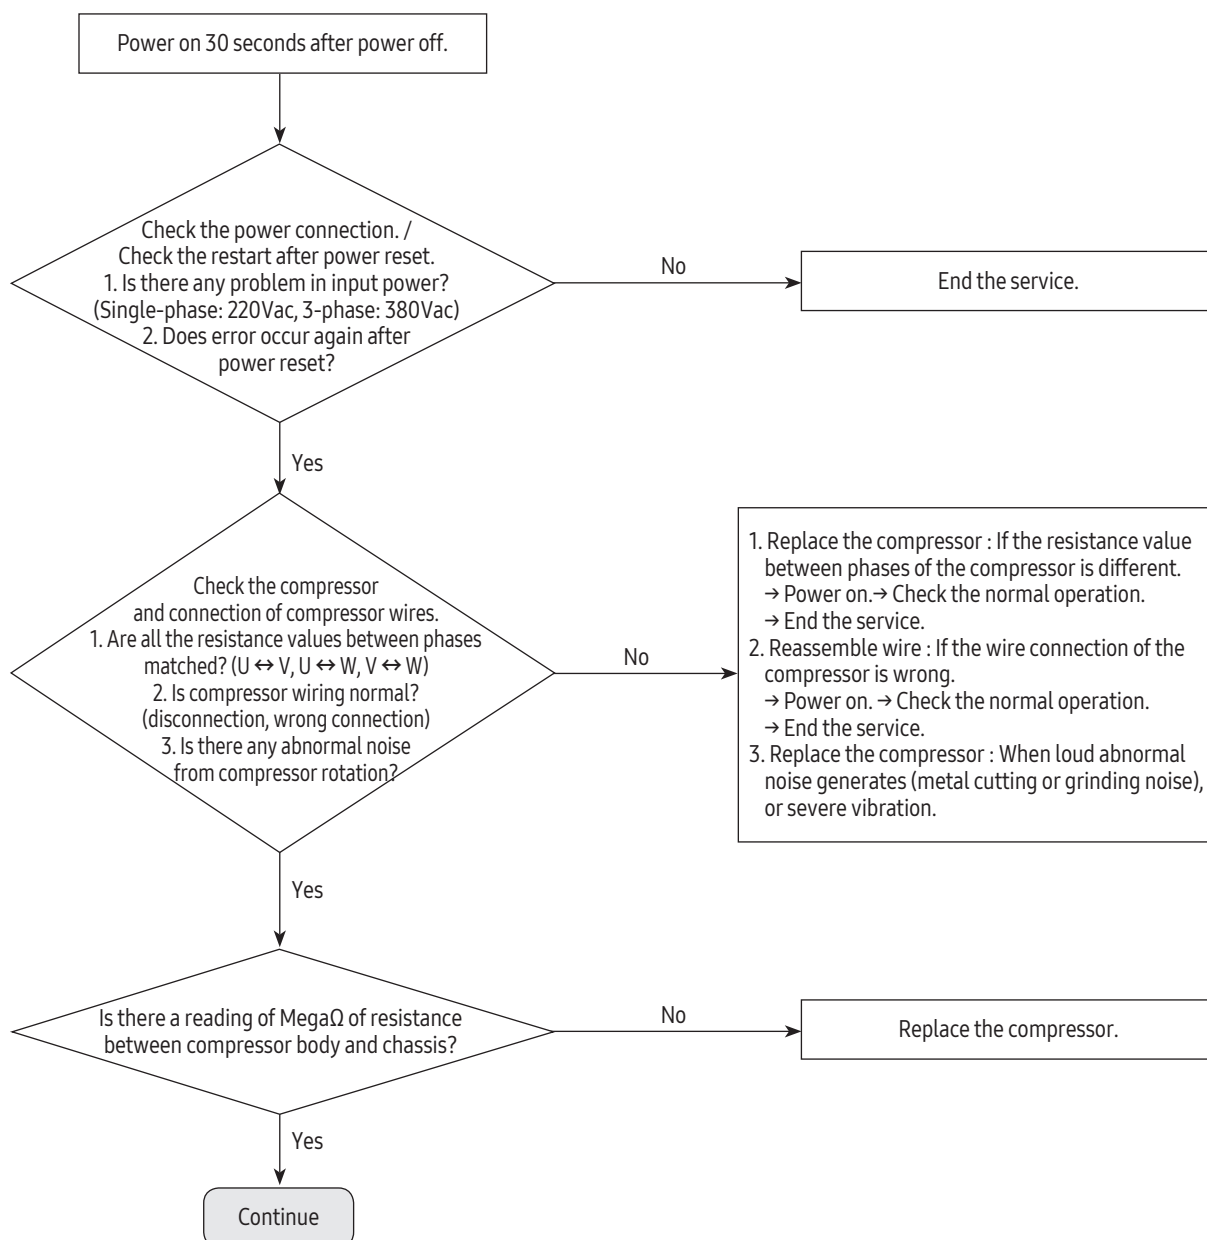 Power on 30 seconds after power off.
Check the power connection. /
Check the restart after power reset.
1. Is there any problem in input power?
(Single-phase: 220Vac, 3-phase: 380Vac)
2. Does error occur again after
power reset?
No
End the service.
Yes
Check the compressor
and connection of compressor wires.
1. Are all the resistance values between phases
matched? (U ↔ V, U ↔ W, V ↔ W)
2. Is compressor wiring normal?
(disconnection, wrong connection)
3. Is there any abnormal noise
from compressor rotation?
No
1. Replace the compressor : If the resistance value
between phases of the compressor is different.
→ Power on.→ Check the normal operation.
→ End the service.
2. Reassemble wire : If the wire connection of the
compressor is wrong.
→ Power on. → Check the normal operation.
→ End the service.
3. Replace the compressor : When loud abnormal
noise generates (metal cutting or grinding noise),
or severe vibration.
Yes
Is there a reading of MegaΩ of resistance
between compressor body and chassis?
No
Replace the compressor.
Yes
Continue